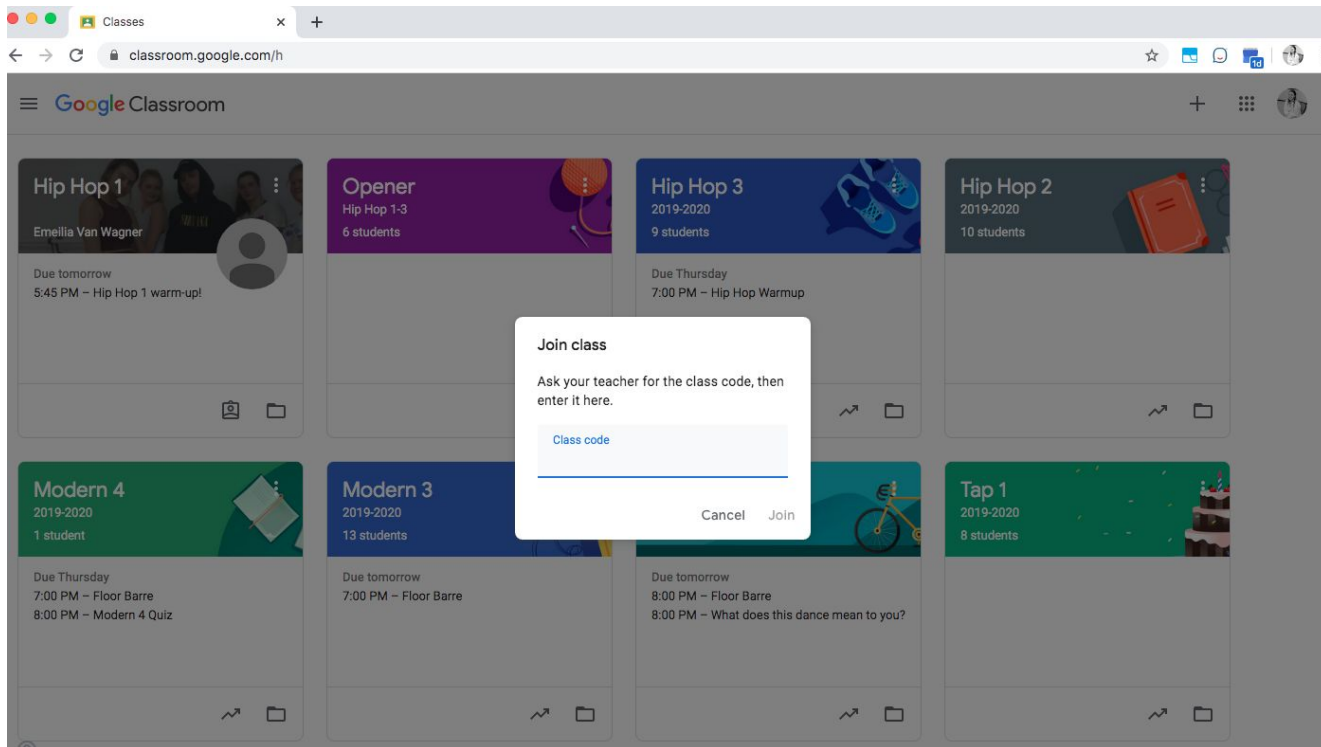 Classes
classroom.google.com/h
1d
Google Classroom
Hip Hop 1
Emeilia Van Wagner
Due tomorrow
5:45 PM – Hip Hop 1 warm-up!
Opener
Hip Hop 1-3
6 students
Hip Hop 3
2019-2020
9 students
Due Thursday
7:00 PM – Hip Hop Warmup
Hip Hop 2
2019-2020
10 students
Join class
Ask your teacher for the class code, then
enter it here.
Class code
Cancel Join
Modern 4
2019-2020
1 student
Due Thursday
7:00 PM – Floor Barre
8:00 PM – Modern 4 Quiz
Modern 3
2019-2020
13 students
Due tomorrow
7:00 PM – Floor Barre
Due tomorrow
8:00 PM – Floor Barre
8:00 PM – What does this dance mean to you?
Tap 1
2019-2020
8 students